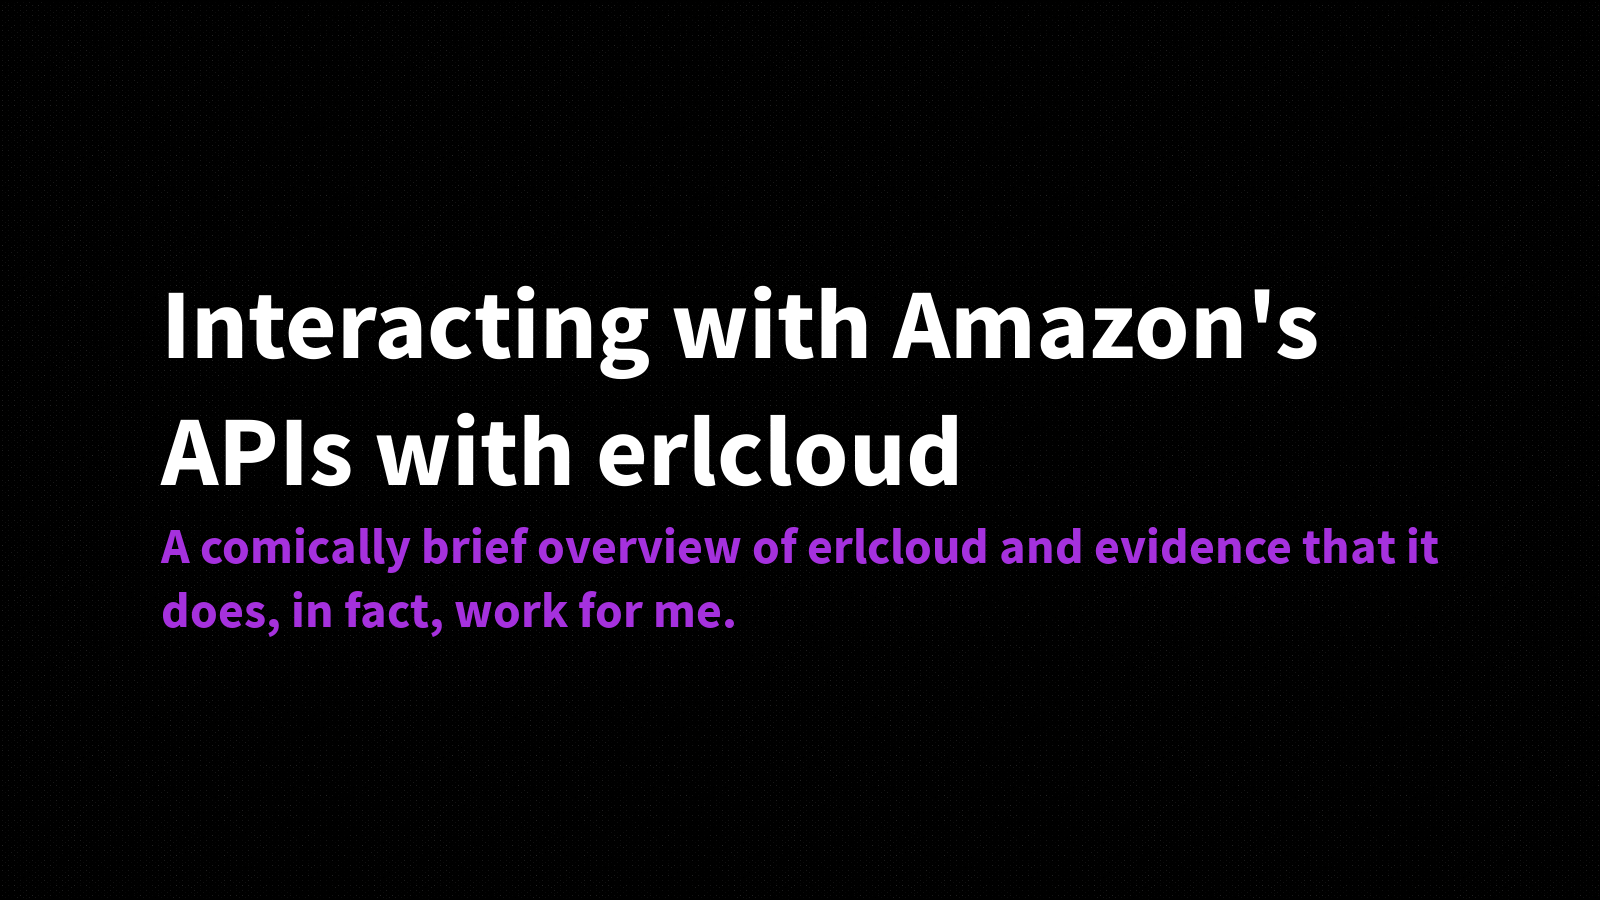 Interacting with Amazon's
APIs with erlcloud
A comically brief overview of erlcloud and evidence that it
does, in fact, work for me.